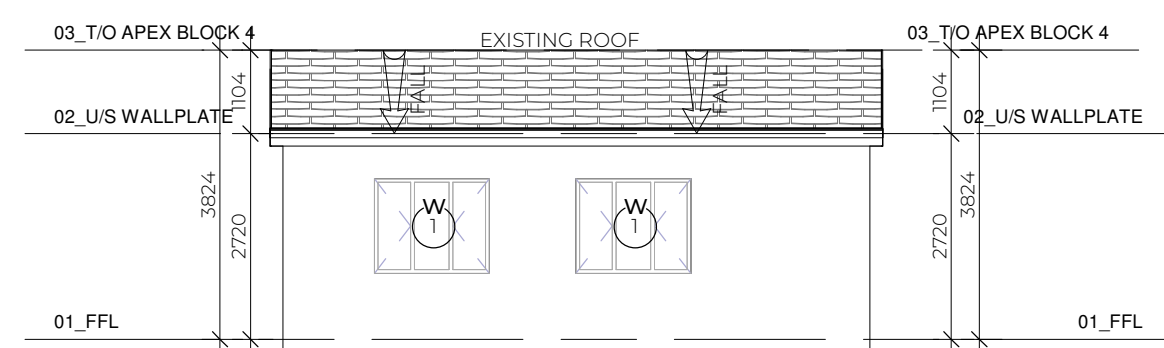 03_T/O APEX BLOCK 4
EXISTING ROOF
03_T/O APEX BLOCK 4
1104
FALL
FALL
1104
02_U/S WALLPLATE
02_U/S WALLPLATE
3824
2720
W
1
W
1
2720
3824
01_FFL
01_FFL